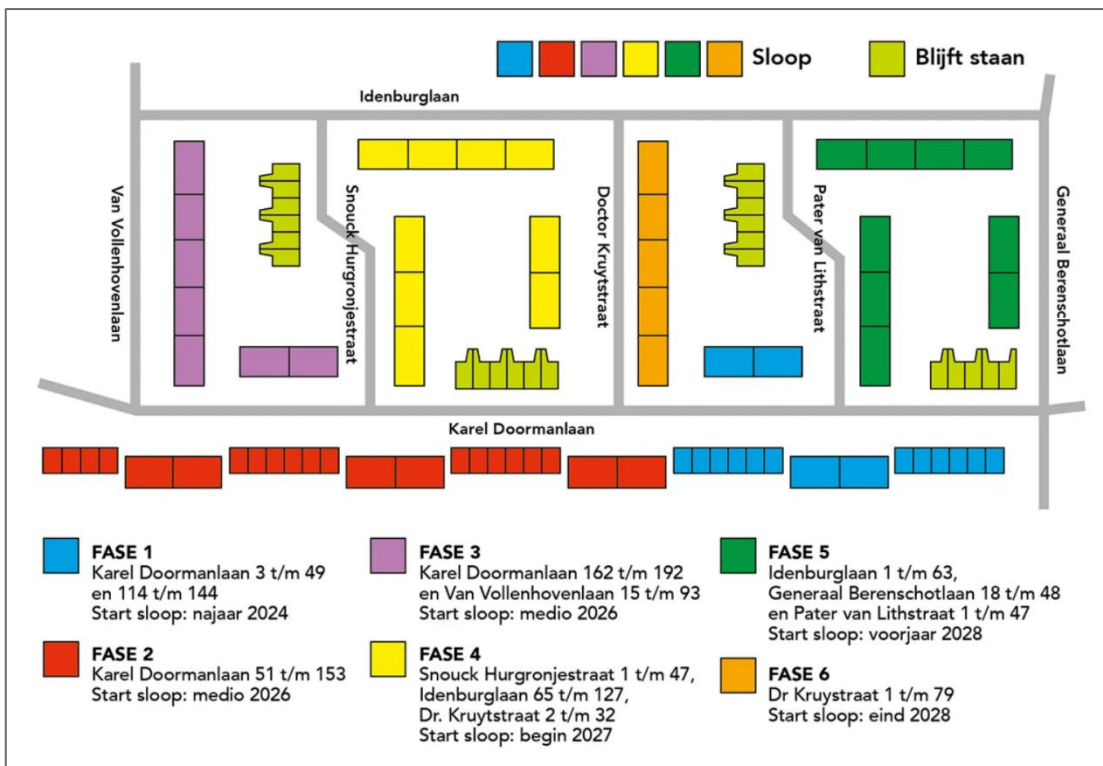 Sloop
Blijft staan
Idenburglaan
Van Vollenhovenlaan
Snouck Hurgronjestraat
Doctor Kruytstraat
Pater van Lithstraat
Generaal Berenschotlaan
Karel Doormanlaan
FASE 1
Karel Doormanlaan 3 t/m 49
en 114 t/m 144
Start sloop: najaar 2024
FASE 2
Karel Doormanlaan 51 t/m 153
Start sloop: medio 2026
FASE 3
Karel Doormanlaan 162 t/m 192
en Van Vollenhovenlaan 15 t/m 93
Start sloop: medio 2026
FASE 4
Snouck Hurgronjestraat 1 t/m 47,
Idenburglaan 65 t/m 127,
Dr. Kruytstraat 2 t/m 32
Start sloop: begin 2027
FASE 5
Idenburglaan 1 t/m 63,
Generaal Berenschotlaan 18 t/m 48
en Pater van Lithstraat 1 t/m 47
Start sloop: voorjaar 2028
FASE 6
Dr Kruystraat 1 t/m 79
Start sloop: eind 2028